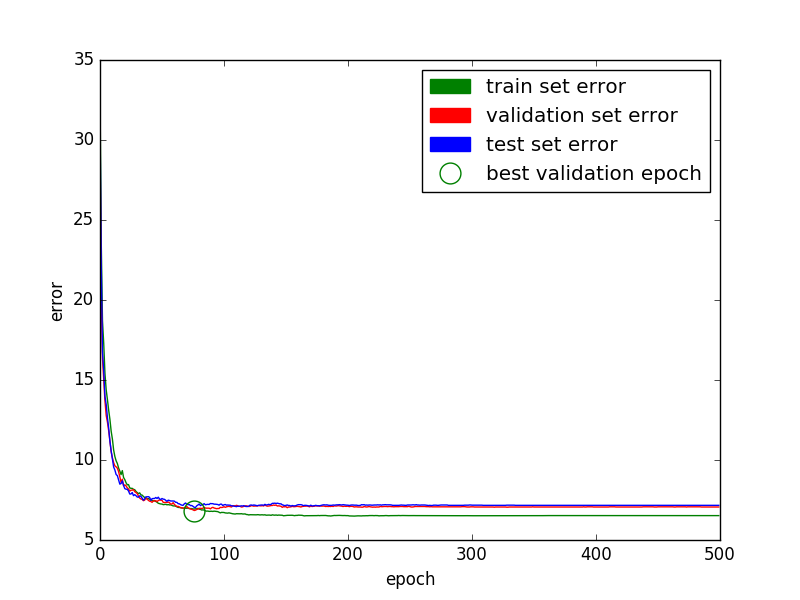 35
30
25
20
15
10
5
error
train set error
validation set error
test set error
best validation epoch
0 100 200 300 400 500
epoch